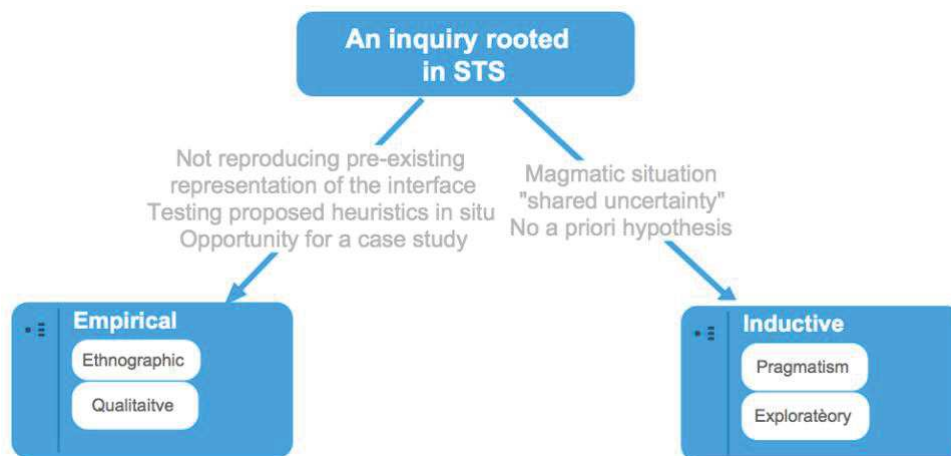 An inquiry rooted
in STS
Not reproducing pre-existing
representation of the interface
Testing proposed heuristics in situ
Opportunity for a case study
Magmatic situation
"shared uncertainty"
No a priori hypothesis
Empirical
Ethnographic
Qualitaitve
Inductive
Pragmatism
Exploratèory